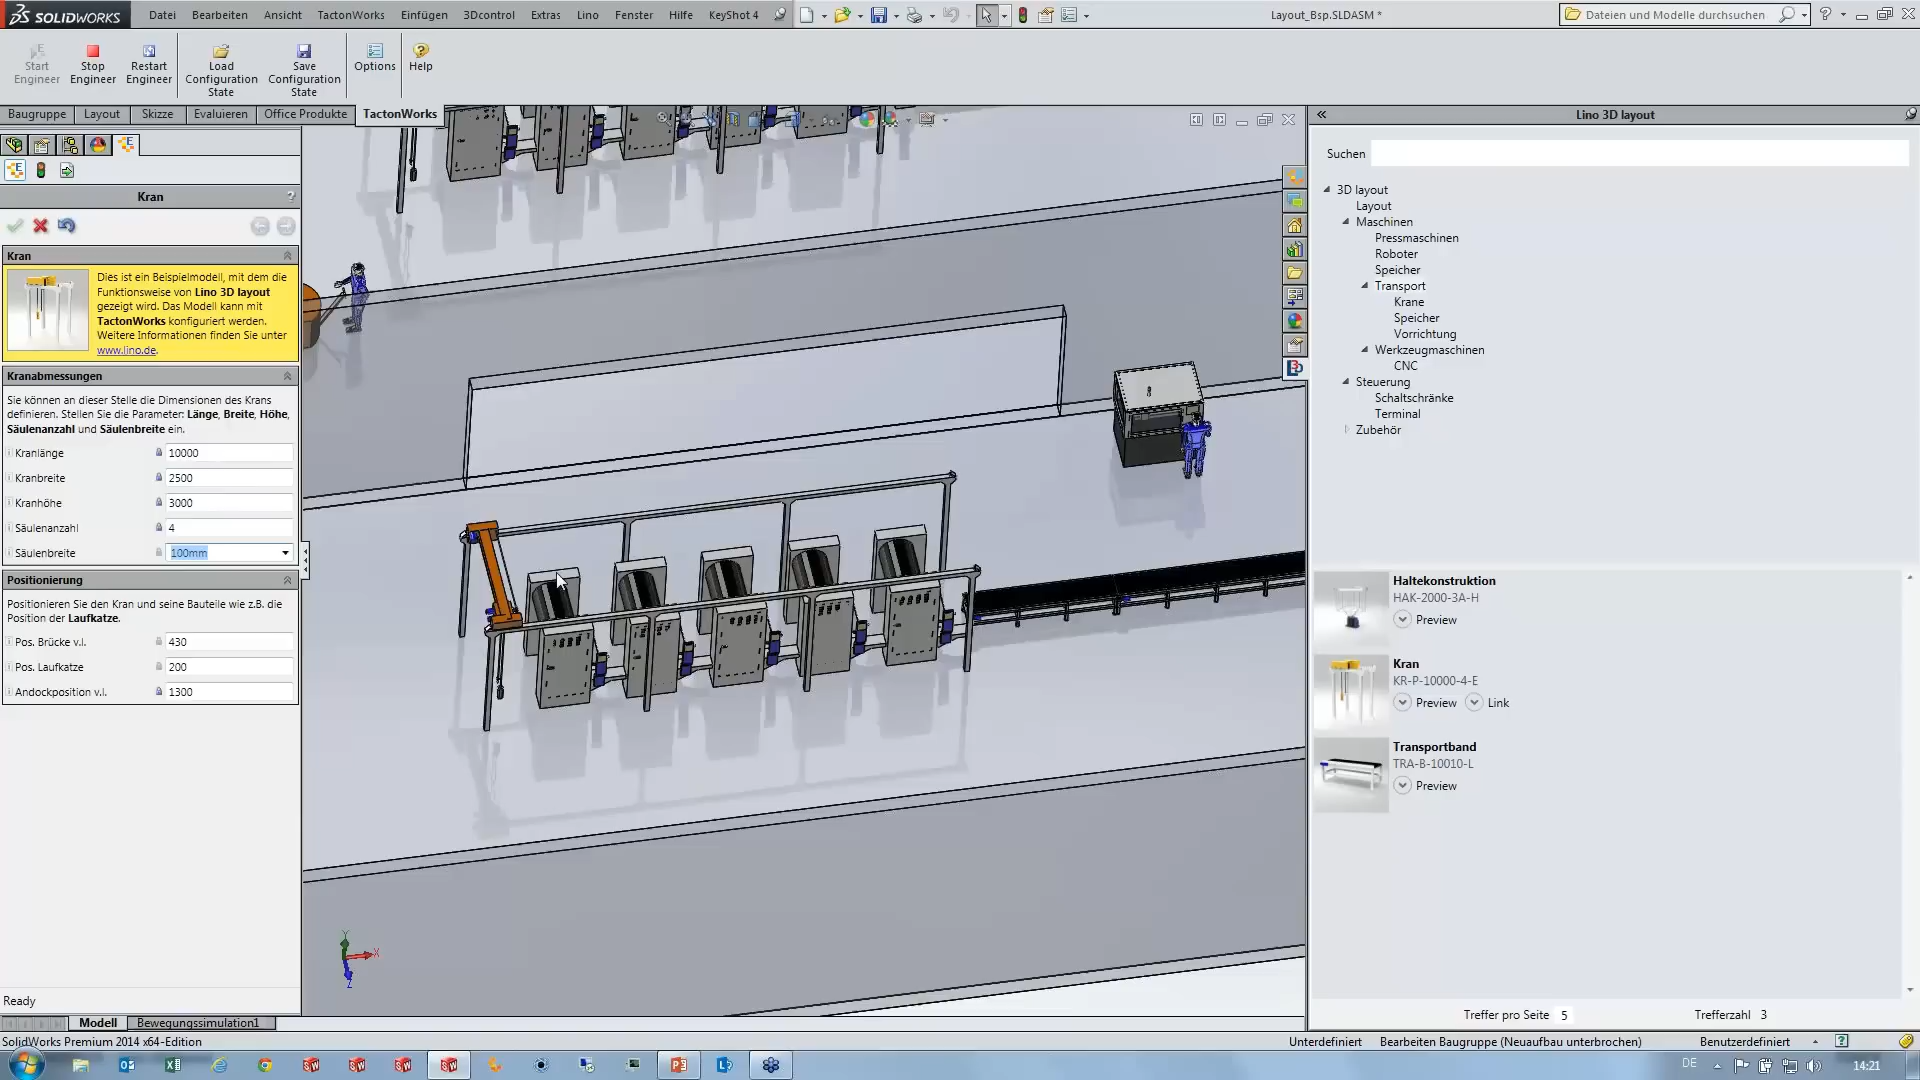 SOLIDWORKS
Datei Bearbeiten Ansicht TactonWorks Einfügen 3Dcontrol Extras Lino Fenster Hilfe KeyShot 4
Layout_Bsp.SLDASM *
Dateien und Modelle durchsuchen
Start Engineer
Stop Engineer
Restart Engineer
Load Configuration State
Save Configuration State
Options
Help
Baugruppe Layout Skizze Evaluieren Office Produkte TactonWorks
Kran
?
Kran
Dies ist ein Beispielmodell, mit dem die
Funktionsweise von Lino 3D layout
gezeigt wird. Das Modell kann mit
TactonWorks konfiguriert werden.
Weitere Informationen finden Sie unter
www.lino.de.
Kranabmessungen
Sie können an dieser Stelle die Dimensionen des Krans
definieren. Stellen Sie die Parameter: Länge, Breite, Höhe,
Säulenanzahl und Säulenbreite ein.
Kranlänge 10000
Kranbreite 2500
Kranhöhe 3000
Säulenanzahl 4
Säulenbreite 100mm
Positionierung
Positionieren Sie den Kran und seine Bauteile wie z.B. die
Position der Laufkatze.
Pos. Brücke v.l. 430
Pos. Laufkatze 200
Andockposition v.l. 1300
Y
X
Z
Lino 3D layout
Suchen
3D layout
Layout
Maschinen
Pressmaschinen
Roboter
Speicher
Transport
Krane
Speicher
Vorrichtung
Werkzeugmaschinen
CNC
Steuerung
Schaltschränke
Terminal
Zubehör
Haltekonstruktion
HAK-2000-3A-H
Preview
Kran
KR-P-10000-4-E
Preview Link
Transportband
TRA-B-10010-L
Preview
Treffer pro Seite 5 Trefferzahl 3
Ready
Modell Bewegungssimulation1
SolidWorks Premium 2014 x64-Edition
Unterdefiniert Bearbeiten Baugruppe (Neuaufbau unterbrochen) Benutzerdefiniert
DE 14:21